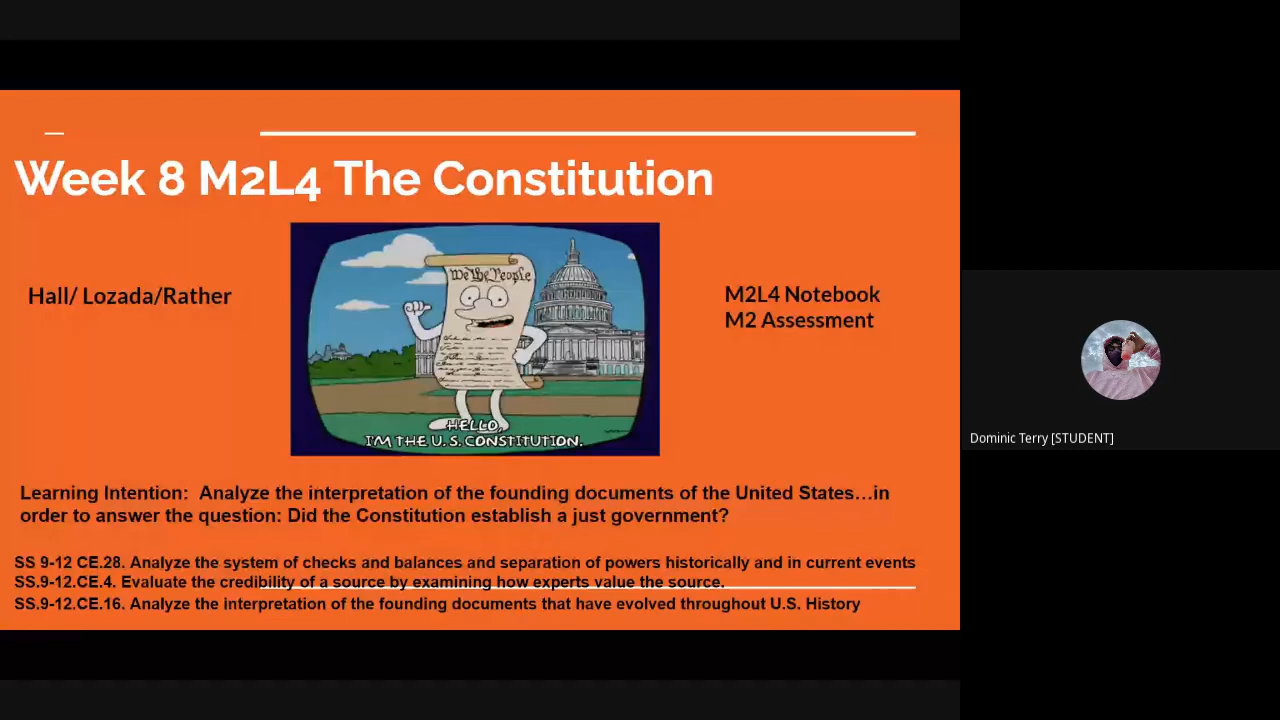 Week 8 M2L4 The Constitution
Hall/ Lozada/Rather
We the People
HELLO,
I'M THE U.S. CONSTITUTION.
M2L4 Notebook
M2 Assessment
Learning Intention: Analyze the interpretation of the founding documents of the United States…in
order to answer the question: Did the Constitution establish a just government?
SS 9-12 CE.28. Analyze the system of checks and balances and separation of powers historically and in current events
SS.9-12.CE.4. Evaluate the credibility of a source by examining how experts value the source.
SS.9-12.CE.16. Analyze the interpretation of the founding documents that have evolved throughout U.S. History
Dominic Terry [STUDENT]